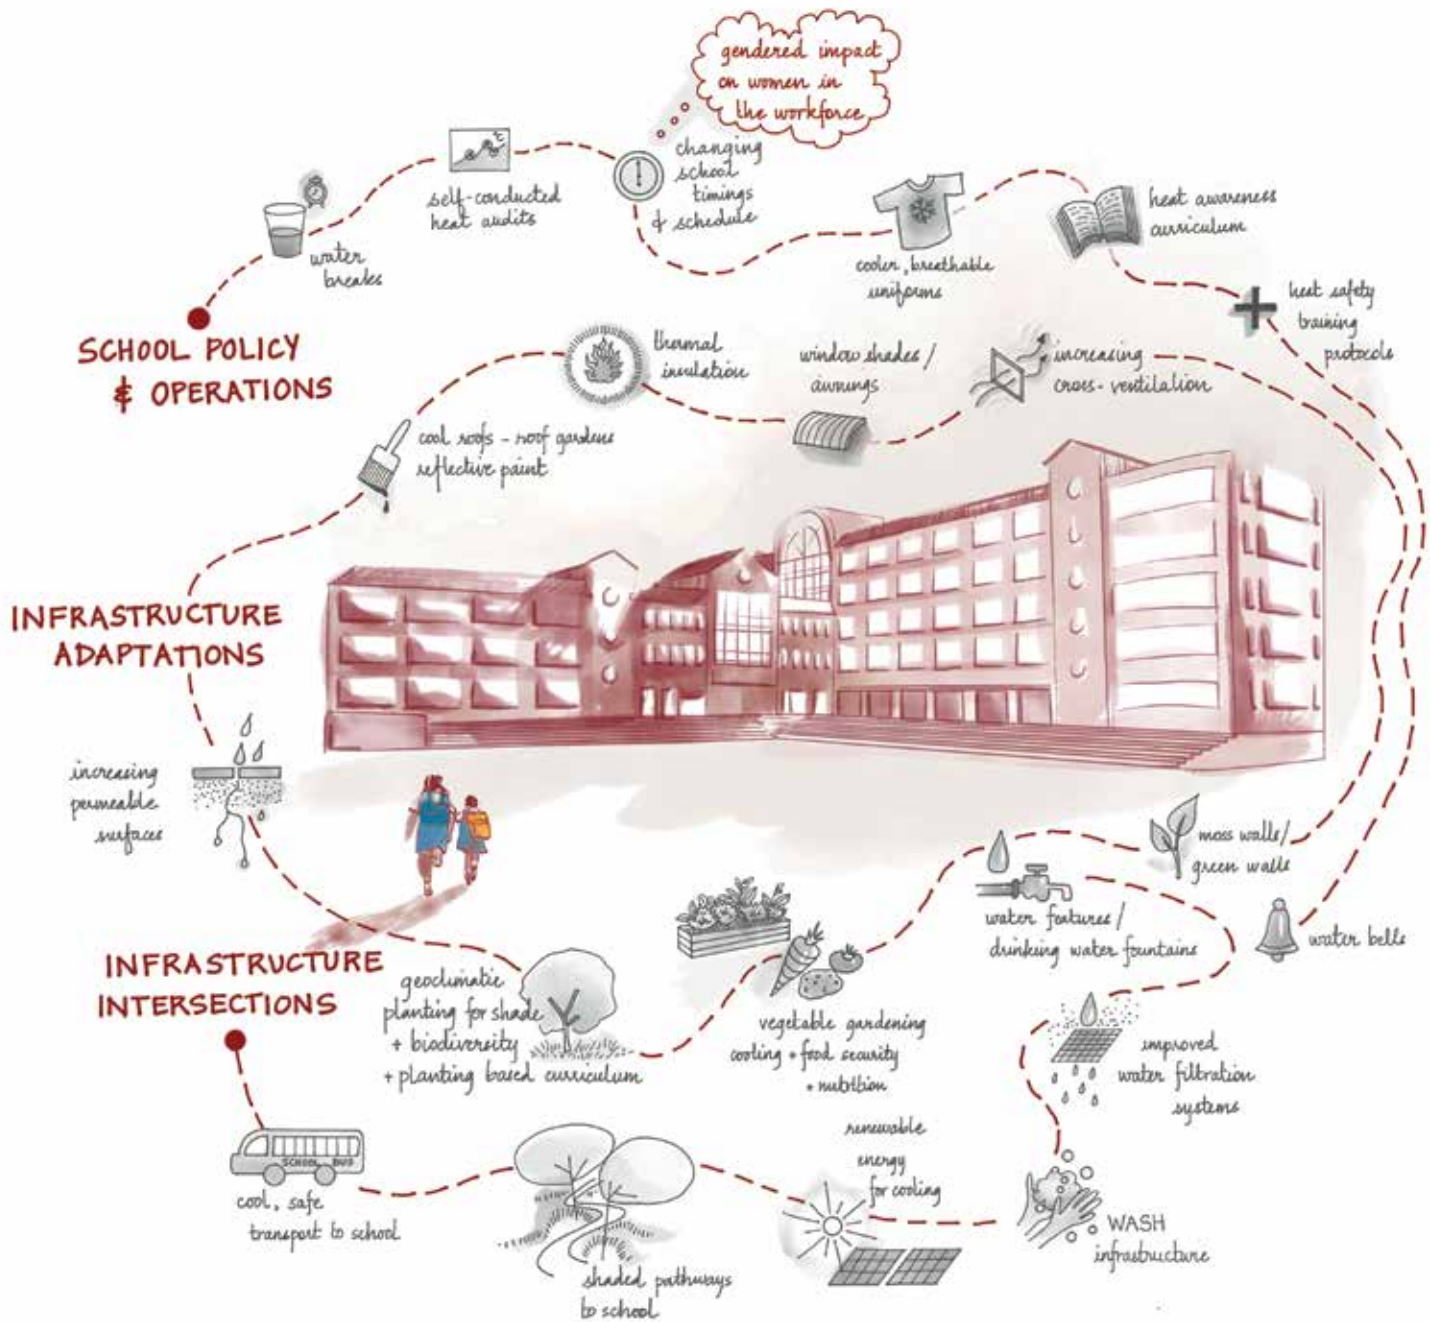 gendered impact
on women in
the workforce
changing
school
timings
& schedule
self-conducted
heat audits
water
breaks
cooler, breathable
uniforms
heat awareness
curriculum
heat safety
training
protocols
SCHOOL POLICY
& OPERATIONS
thermal
insulation
window shades /
awnings
increasing
cross-ventilation
cool roofs - roof gardens
reflective paint
INFRASTRUCTURE
ADAPTATIONS
increasing
permeable
surfaces
moss walls/
green walls
water features/
drinking water fountains
water bells
INFRASTRUCTURE
INTERSECTIONS
geoclimatic
planting for shade
+ biodiversity
+ planting based curriculum
vegetable gardening
cooling + food security
+ nutrition
improved
water filtration
systems
renewable
energy
for cooling
SCHOOL BUS
cool, safe
transport to school
shaded pathways
to school
WASH
infrastructure
°C